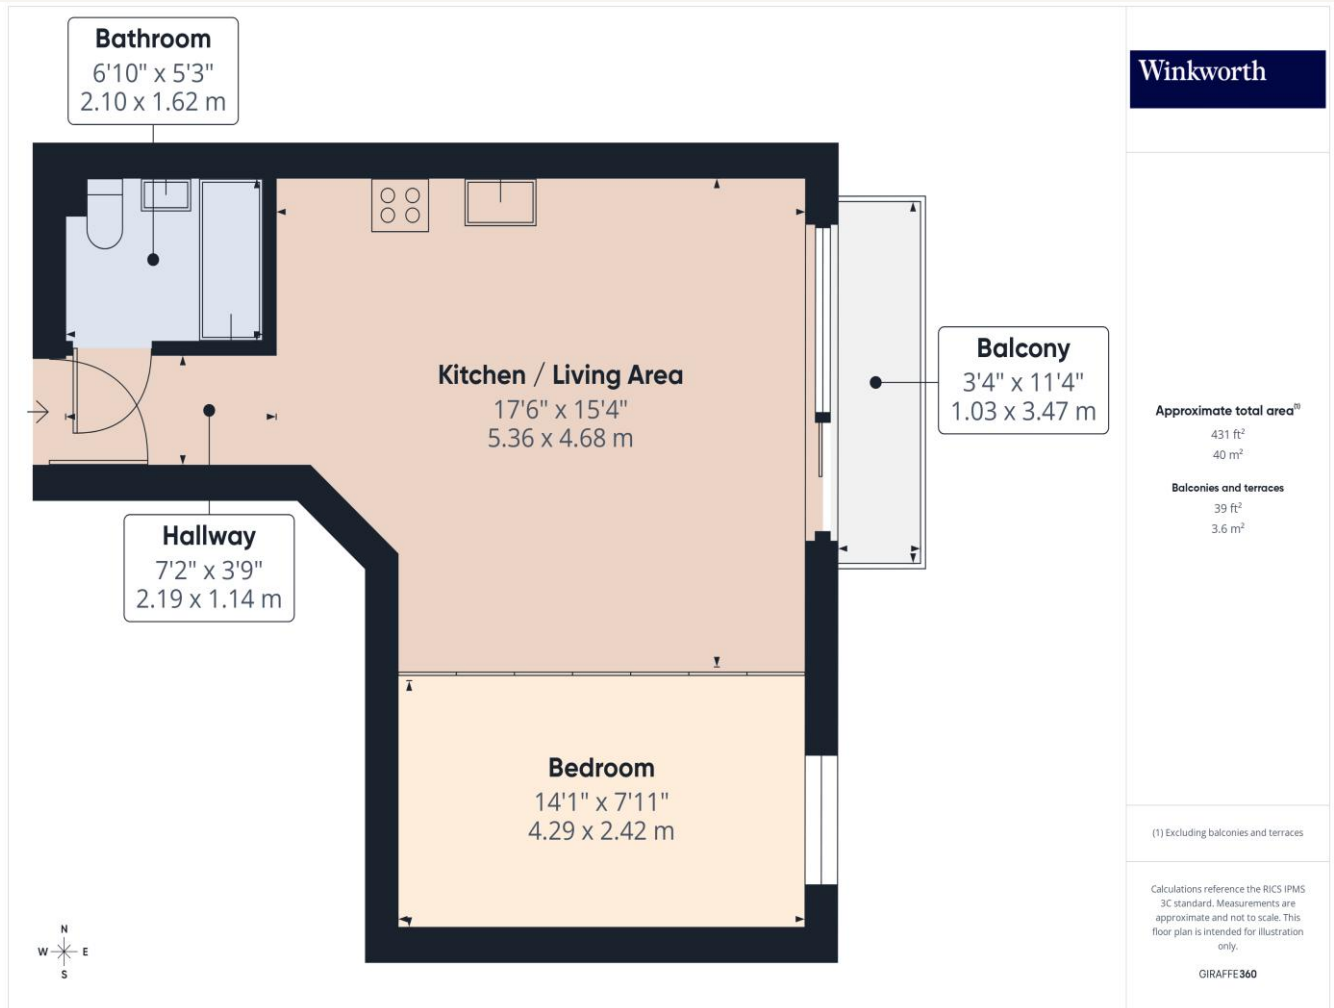 Bathroom
6'10" x 5'3"
2.10 x 1.62 m
Winkworth
Kitchen / Living Area
17'6" x 15'4"
5.36 x 4.68 m
Balcony
3'4" x 11'4"
1.03 x 3.47 m
Hallway
7'2" x 3'9"
2.19 x 1.14 m
Bedroom
14'1" x 7'11"
4.29 x 2.42 m
N
W E
S
Approximate total area⁽¹⁾
431 ft²
40 m²
Balconies and terraces
39 ft²
3.6 m²
(1) Excluding balconies and terraces
Calculations reference the RICS IPMS
3C standard. Measurements are
approximate and not to scale. This
floor plan is intended for illustration
only.
GIRAFFE360